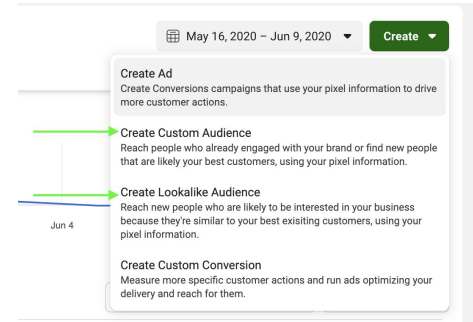 May 16, 2020 – Jun 9, 2020
Create
Create Ad
Create Conversions campaigns that use your pixel information to drive
more customer actions.
Create Custom Audience
Reach people who already engaged with your brand or find new people
that are likely your best customers, using your pixel information.
Create Lookalike Audience
Reach new people who are likely to be interested in your business
because they're similar to your best exisiting customers, using your
pixel information.
Jun 4
Create Custom Conversion
Measure more specific customer actions and run ads optimizing your
delivery and reach for them.